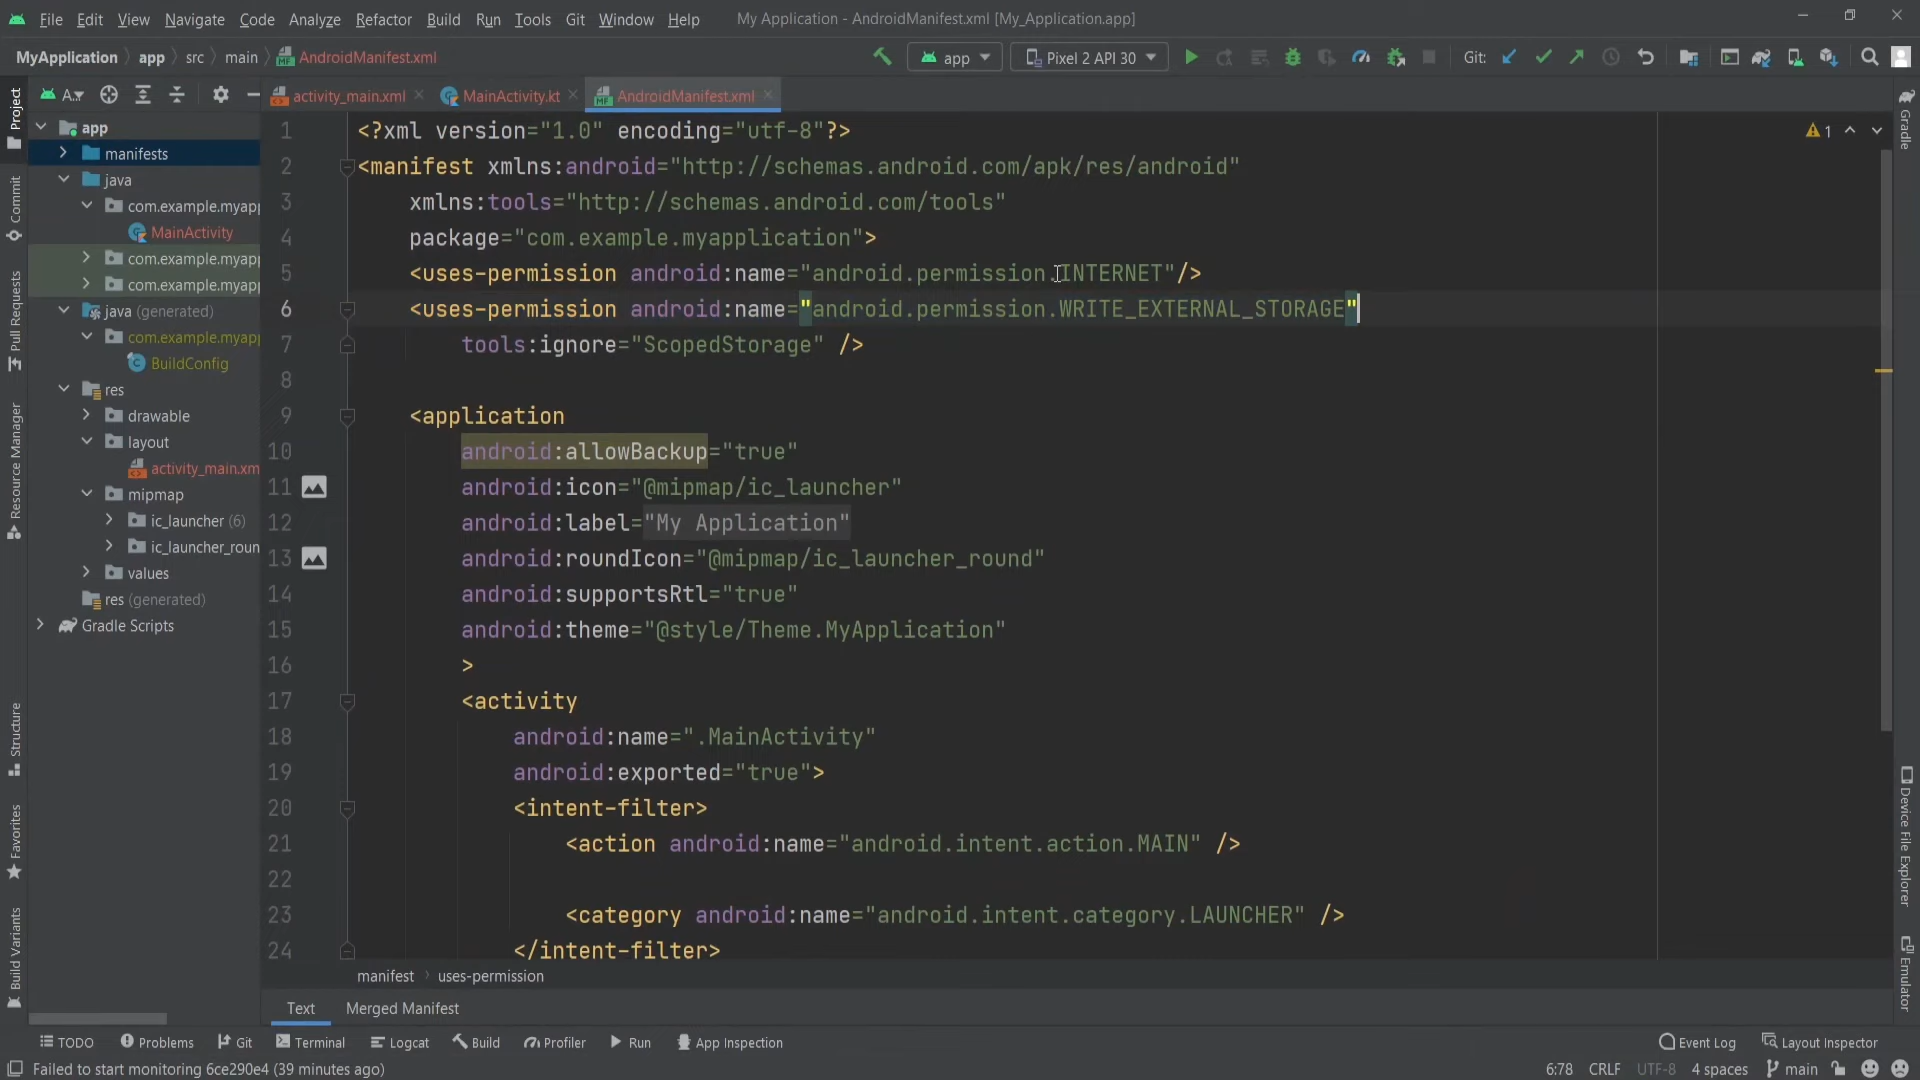 File Edit View Navigate Code Analyze Refactor Build Run Tools Git Window Help My Application - AndroidManifest.xml [My_Application.app]
MyApplication app src main AndroidManifest.xml app Pixel 2 API 30 Git:
A... activity_main.xml MainActivity.kt AndroidManifest.xml
Project
Commit
Pull Requests
Resource Manager
Structure
Favorites
Build Variants
app
manifests
java
com.example.myapp
MainActivity
com.example.myapp
com.example.myapp
java (generated)
com.example.myapp
BuildConfig
res
drawable
layout
activity_main.xm
mipmap
ic_launcher (6)
ic_launcher_roun
values
res (generated)
Gradle Scripts
1 <?xml version="1.0" encoding="utf-8"?>
2 <manifest xmlns:android="http://schemas.android.com/apk/res/android"
3 xmlns:tools="http://schemas.android.com/tools"
4 package="com.example.myapplication">
5 <uses-permission android:name="android.permission.INTERNET"/>
6 <uses-permission android:name="android.permission.WRITE_EXTERNAL_STORAGE"
7 tools:ignore="ScopedStorage" />
8
9 <application
10 android:allowBackup="true"
11 android:icon="@mipmap/ic_launcher"
12 android:label="My Application"
13 android:roundIcon="@mipmap/ic_launcher_round"
14 android:supportsRtl="true"
15 android:theme="@style/Theme.MyApplication"
16 >
17 <activity
18 android:name=".MainActivity"
19 android:exported="true">
20 <intent-filter>
21 <action android:name="android.intent.action.MAIN" />
22
23 <category android:name="android.intent.category.LAUNCHER" />
24 </intent-filter>
1
Gradle
Device File Explorer
Emulator
manifest uses-permission
Text Merged Manifest
TODO Problems Git Terminal Logcat Build Profiler Run App Inspection Event Log Layout Inspector
Failed to start monitoring 6ce290e4 (39 minutes ago) 6:78 CRLF UTF-8 4 spaces main